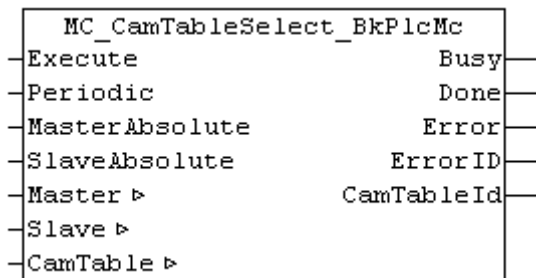 MC_CamTableSelect_BkPlcMc
Execute Busy
Periodic Done
MasterAbsolute Error
SlaveAbsolute ErrorID
Master ▷ CamTableId
Slave ▷
CamTable ▷